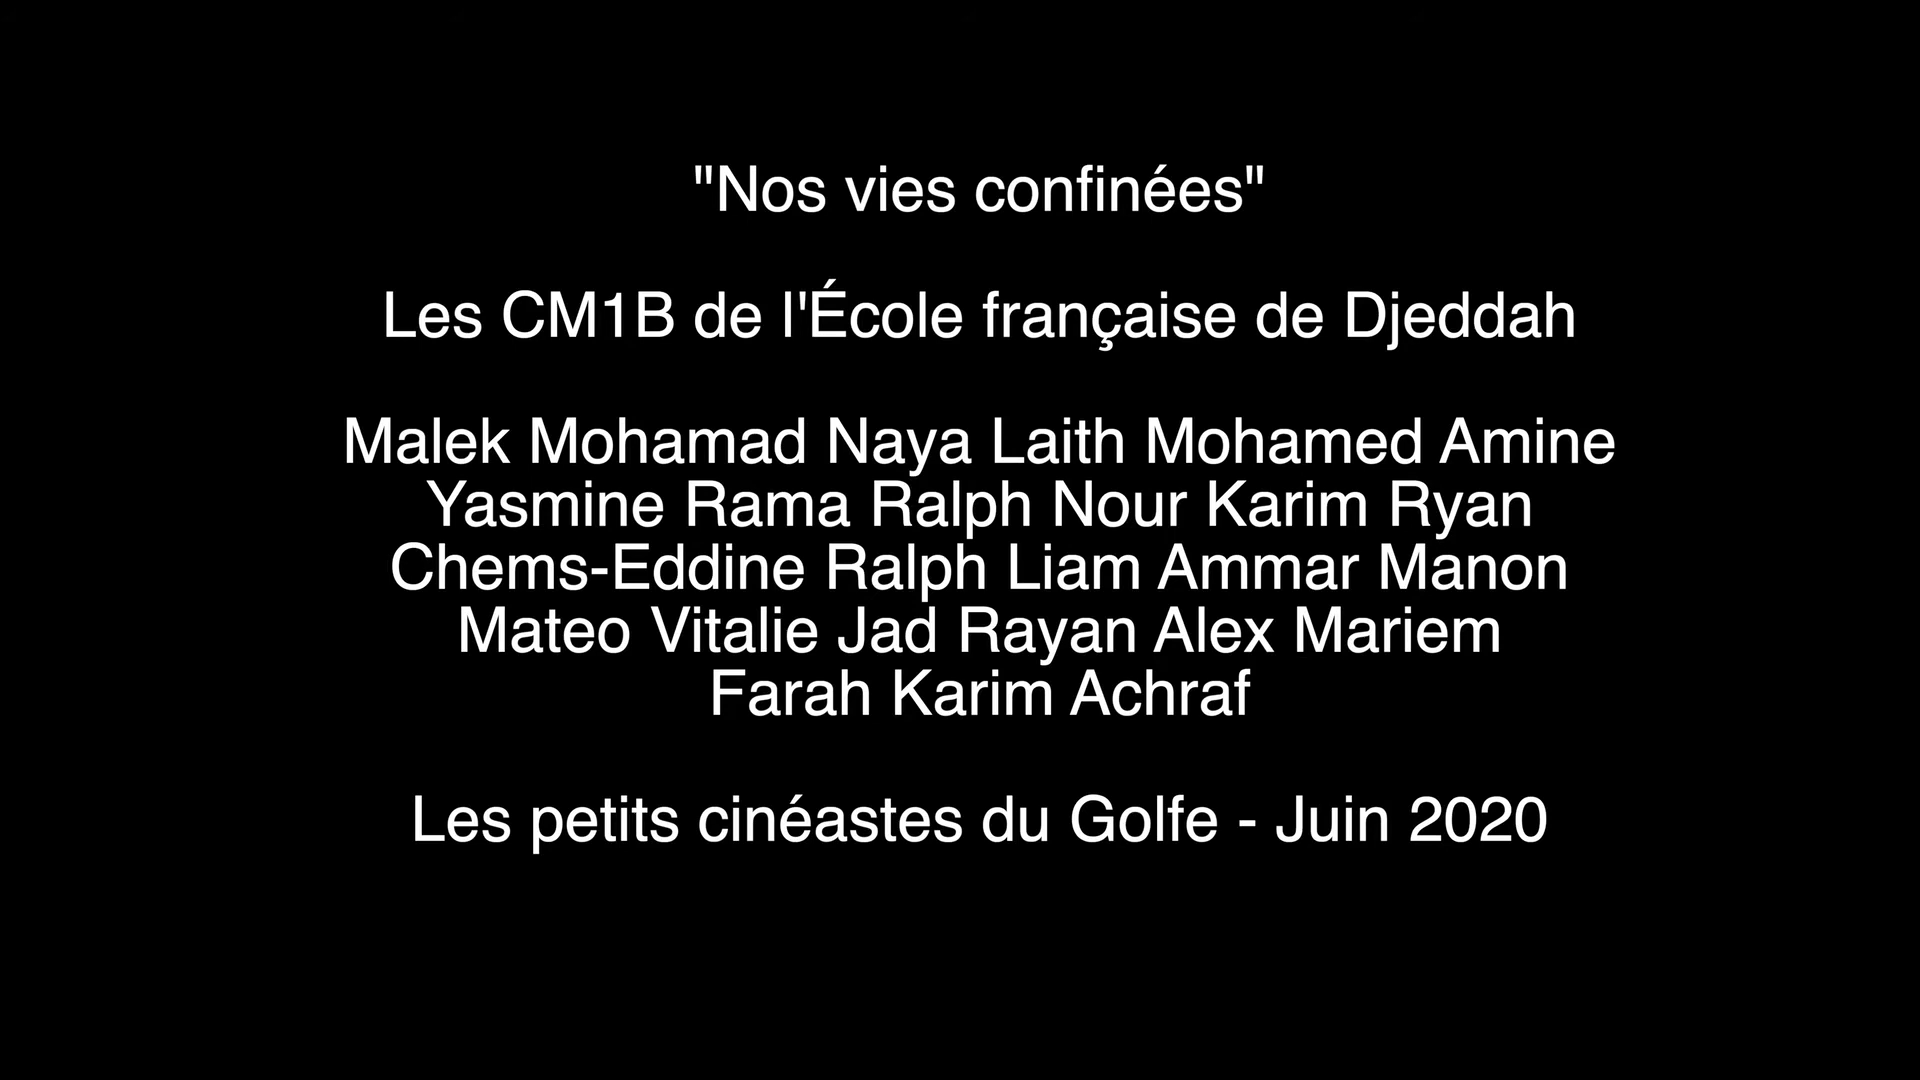 "Nos vies confinées"
Les CM1B de l'École française de Djeddah
Malek Mohamad Naya Laith Mohamed Amine
Yasmine Rama Ralph Nour Karim Ryan
Chems-Eddine Ralph Liam Ammar Manon
Mateo Vitalie Jad Rayan Alex Mariem
Farah Karim Achraf
Les petits cinéastes du Golfe - Juin 2020